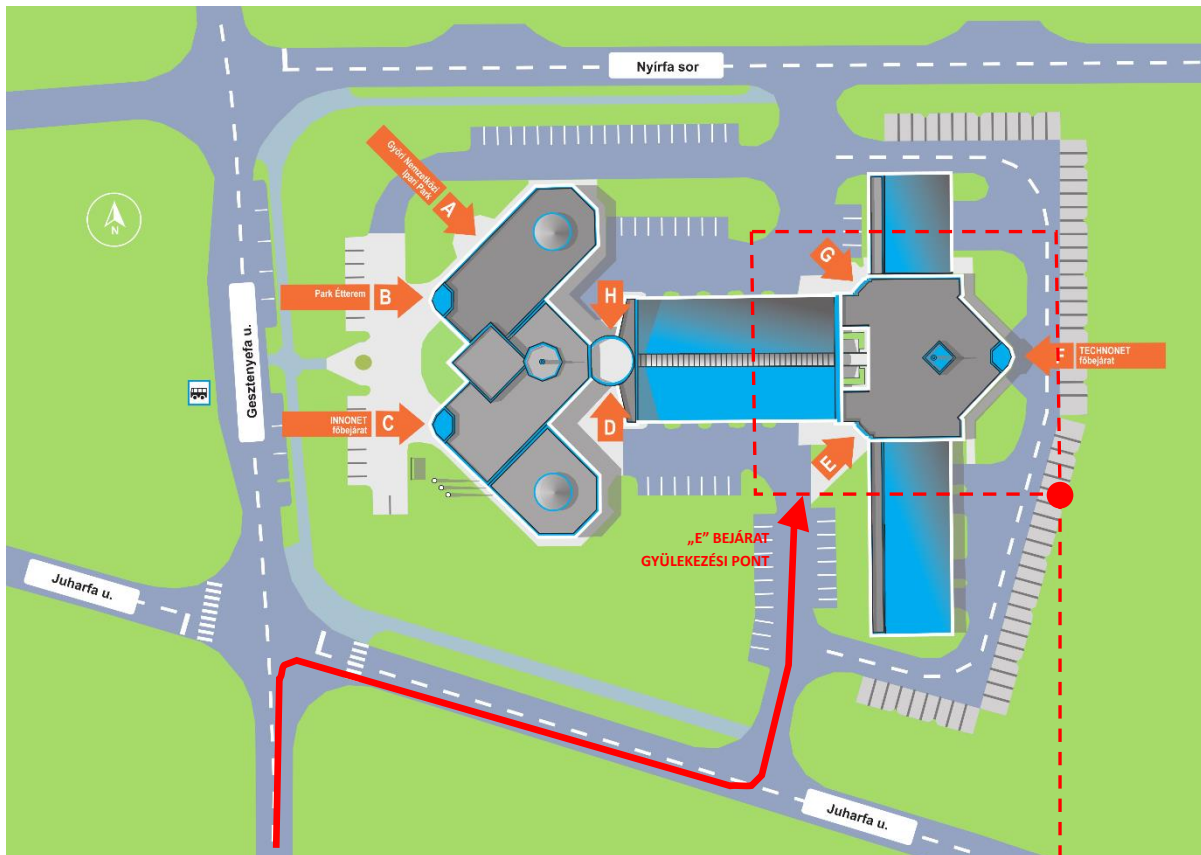 Nyírfa sor
Győri Nemzetközi
Ipari Park
A
G
N
Park Étterem
B
H
Gesztenyefa u.
F
TECHNONET
főbejárat
INNONET
főbejárat
C
D
E
„E” BEJÁRAT
GYÜLEKEZÉSI PONT
Juharfa u.
Juharfa u.